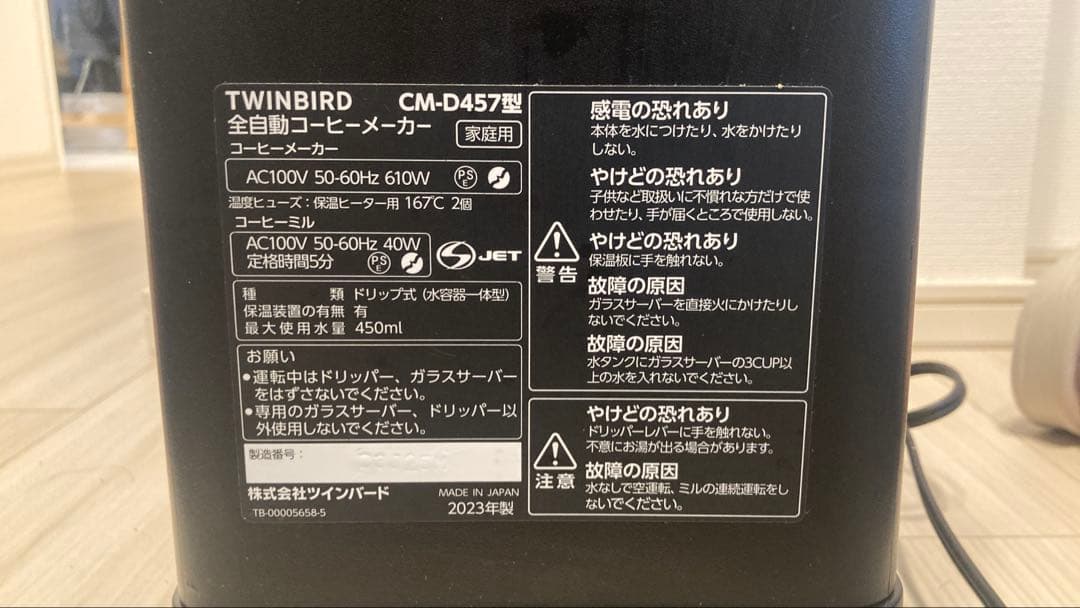 TWINBIRD CM-D457型
全自動コーヒーメーカー 家庭用
コーヒーメーカー
AC100V 50-60Hz 610W PSE
温度ヒューズ：保温ヒーター用 167℃ 2個
コーヒーミル
AC100V 50-60Hz 40W
定格時間5分 PSE JET
種類 ドリップ式（水容器一体型）
保温装置の有無 有
最大使用水量 450ml
お願い
●運転中はドリッパー、ガラスサーバー
をはずさないでください。
●専用のガラスサーバー、ドリッパー以
外使用しないでください。
製造番号：
株式会社ツインバード MADE IN JAPAN
TB-00005658-5 2023年製
警告
感電の恐れあり
本体を水につけたり、水をかけたり
しない。
やけどの恐れあり
子供など取扱いに不慣れな方だけで使
わせたり、手が届くところで使用しない。
やけどの恐れあり
保温板に手を触れない。
故障の原因
ガラスサーバーを直接火にかけたりし
ないでください。
故障の原因
水タンクにガラスサーバーの3CUP以
上の水を入れないでください。
注意
やけどの恐れあり
ドリッパーレバーに手を触れない。
不意にお湯が出る場合があります。
故障の原因
水なしで空運転、ミルの連続運転をし
ないでください。